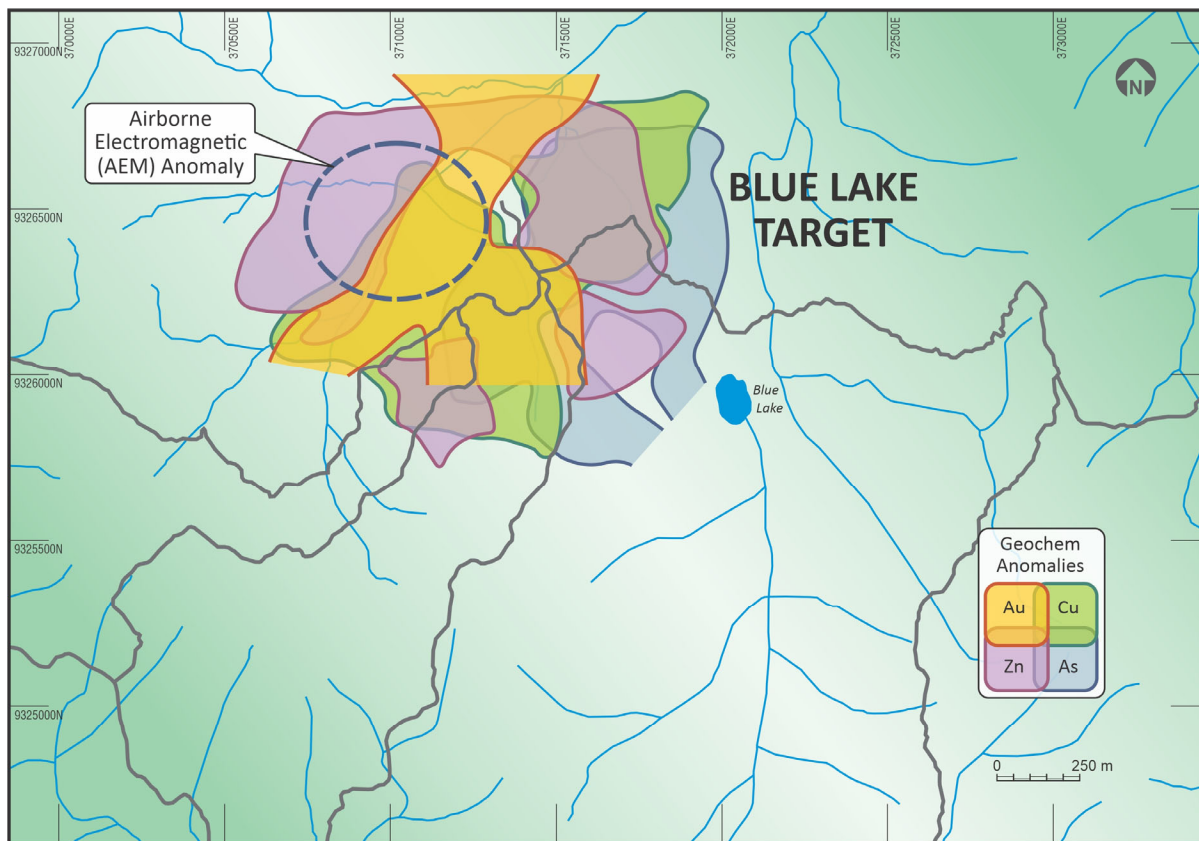 370000E
370500E
371000E
371500E
372000E
372500E
373000E
9327000N
N
Airborne
Electromagnetic
(AEM) Anomaly
BLUE LAKE
TARGET
9326500N
9326000N
Blue
Lake
9325500N
Geochem
Anomalies
Au
Cu
Zn
As
9325000N
0
250 m